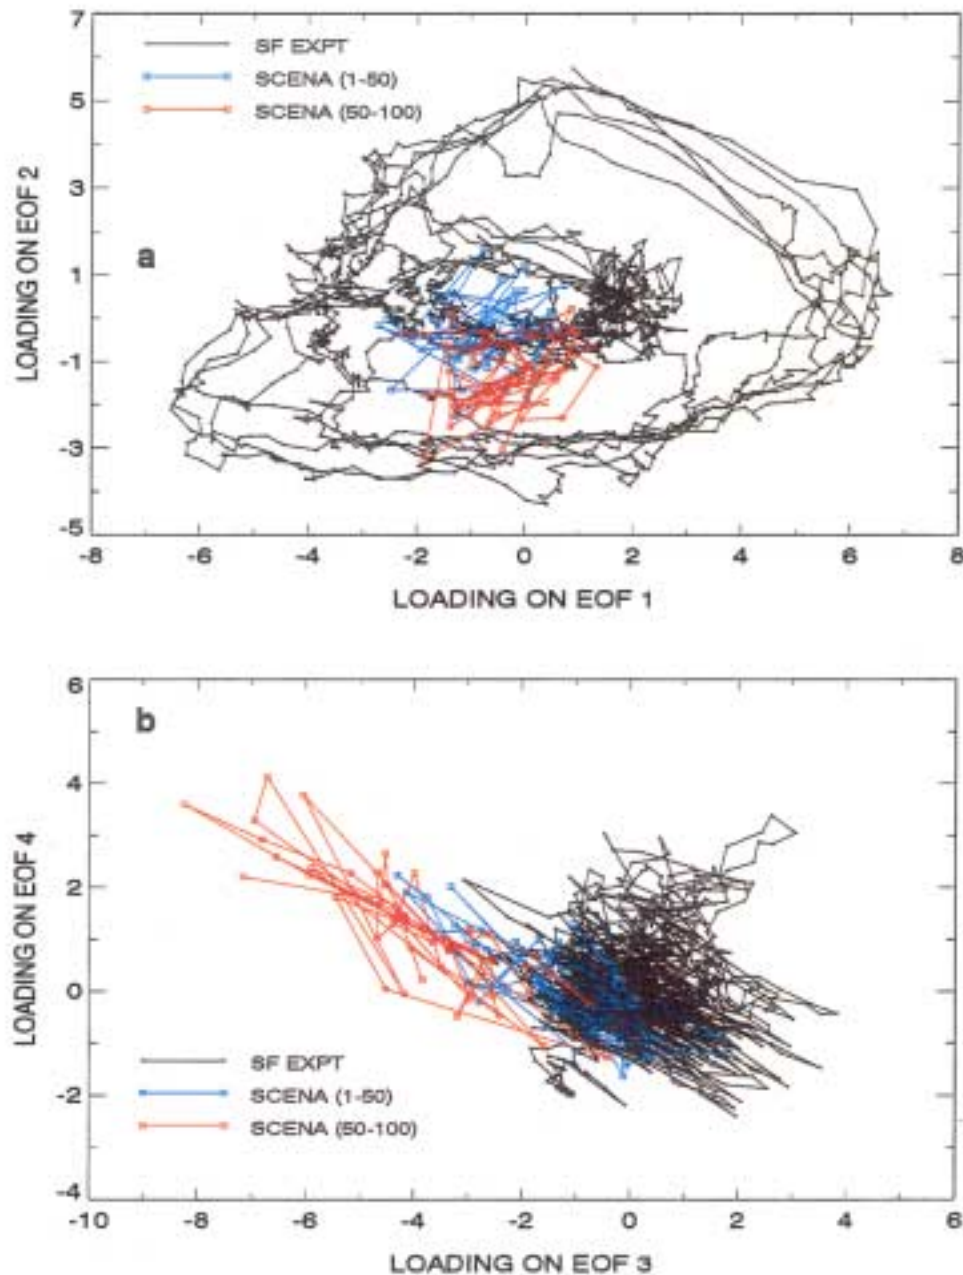 7
5
3
1
-1
-3
-5
LOADING ON EOF 2
SF EXPT
SCENA (1-50)
SCENA (50-100)
a
-8 -6 -4 -2 0 2 4 6 8
LOADING ON EOF 1
6
4
2
0
-2
-4
LOADING ON EOF 4
b
SF EXPT
SCENA (1-50)
SCENA (50-100)
-10 -8 -6 -4 -2 0 2 4 6
LOADING ON EOF 3